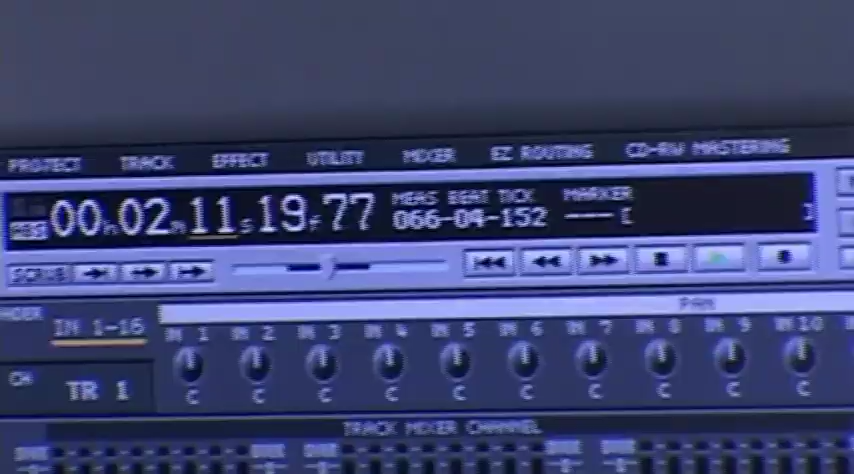 PROJECT TRACK EFFECT UTILITY MIXER EZ ROUTING CD-RW MASTERING
MEAS BEAT TICK MARKER
ABS 00h02m11s19f77 066-04-152 ----[ ]
SCRUB
PAN
IN 1-16 IN 1 IN 2 IN 3 IN 4 IN 5 IN 6 IN 7 IN 8 IN 9 IN 10
CH TR 1 C C C C C C C C C C
TRACK MIXER CHANNEL